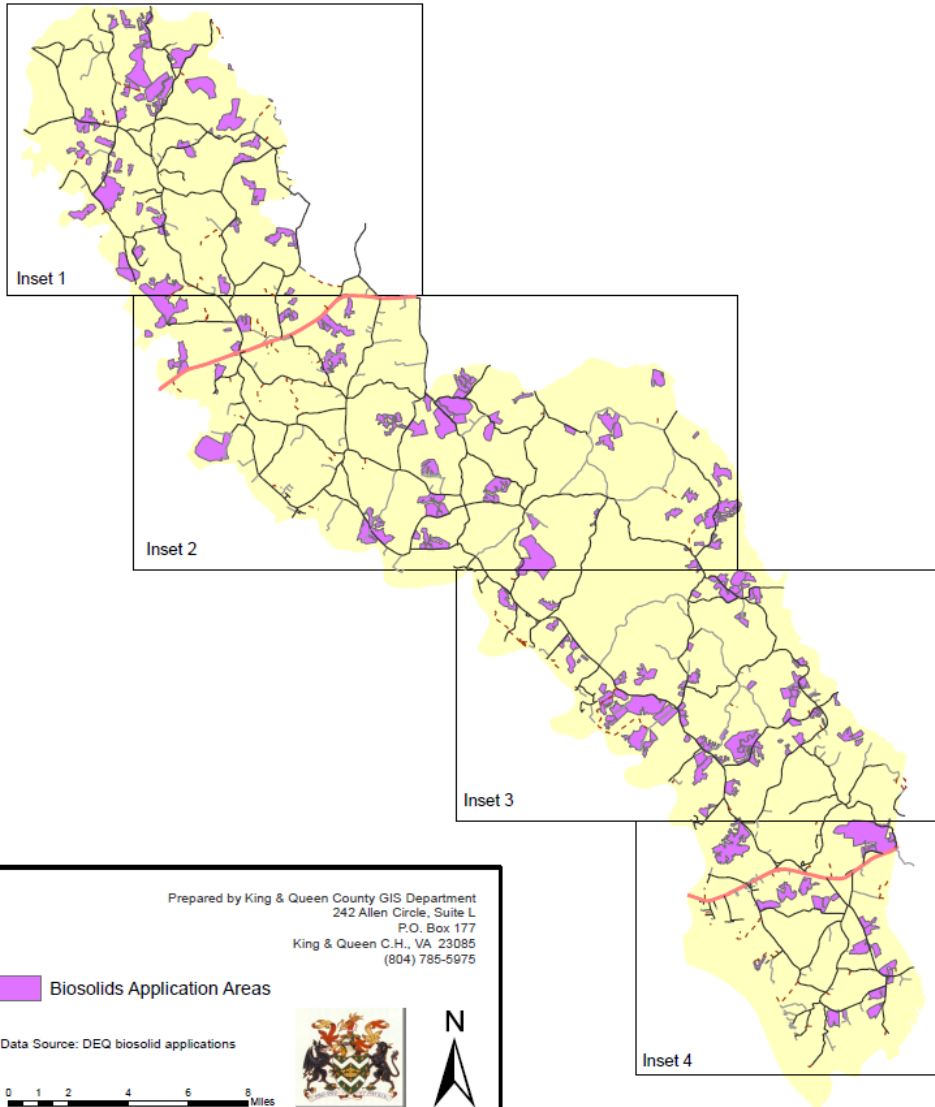 Inset 1
Inset 2
Inset 3
Inset 4
Prepared by King & Queen County GIS Department
242 Allen Circle, Suite L
P.O. Box 177
King & Queen C.H., VA 23085
(804) 785-5975
Biosolids Application Areas
Data Source: DEQ biosolid applications
N
0 1 2 4 6 8
Miles